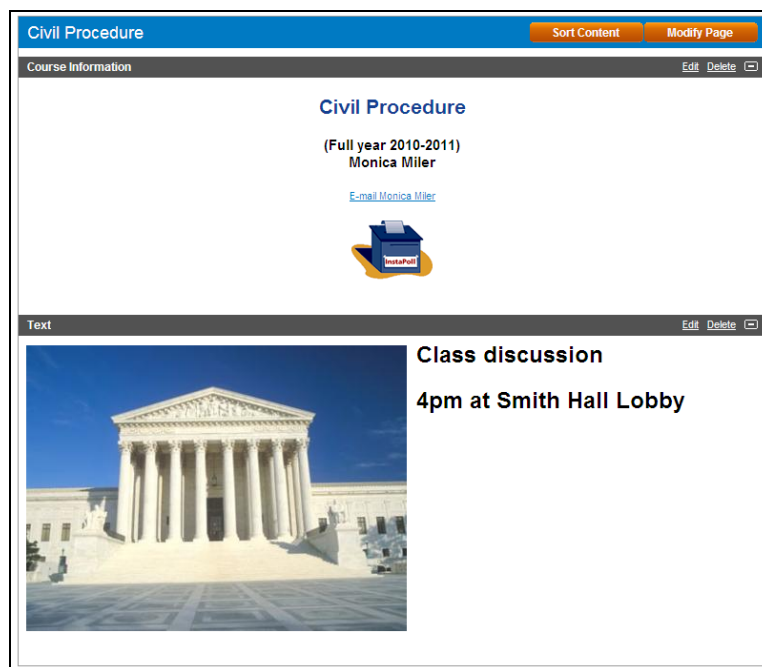 Civil Procedure
Sort Content
Modify Page
Course Information
Edit Delete
Civil Procedure
(Full year 2010-2011)
Monica Miler
E-mail Monica Miler
InstaPoll
Text
Edit Delete
Class discussion
4pm at Smith Hall Lobby